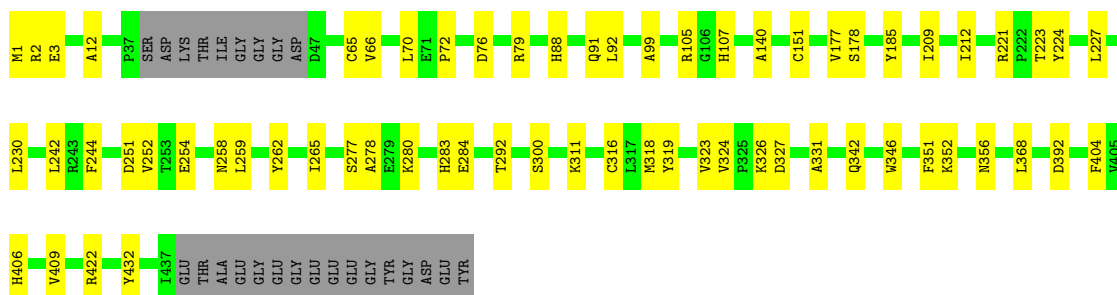 M1 R2 E3 A12 P37 SER ASP LYS THR ILE GLY GLY GLY ASP D47 C65 V66 L70 E71 P72 D76 R79 H88 Q91 L92 A99 R105 G106 H107 A140 C151 V177 S178 Y185 I209 I212 R221 P222 T223 Y224 L227
L230 L242 R243 F244 D251 V252 T253 E254 N258 L259 Y262 I265 S277 A278 E279 K280 H283 E284 T292 S300 K311 C316 L317 M318 Y319 V323 V324 P325 K326 D327 A331 Q342 W346 F351 K352 N356 L368 D392 F404 V405
H406 V409 R422 Y432 I437 GLU THR ALA GLU GLY GLU GLY GLU GLU GLU GLY TYR GLY ASP GLU TYR